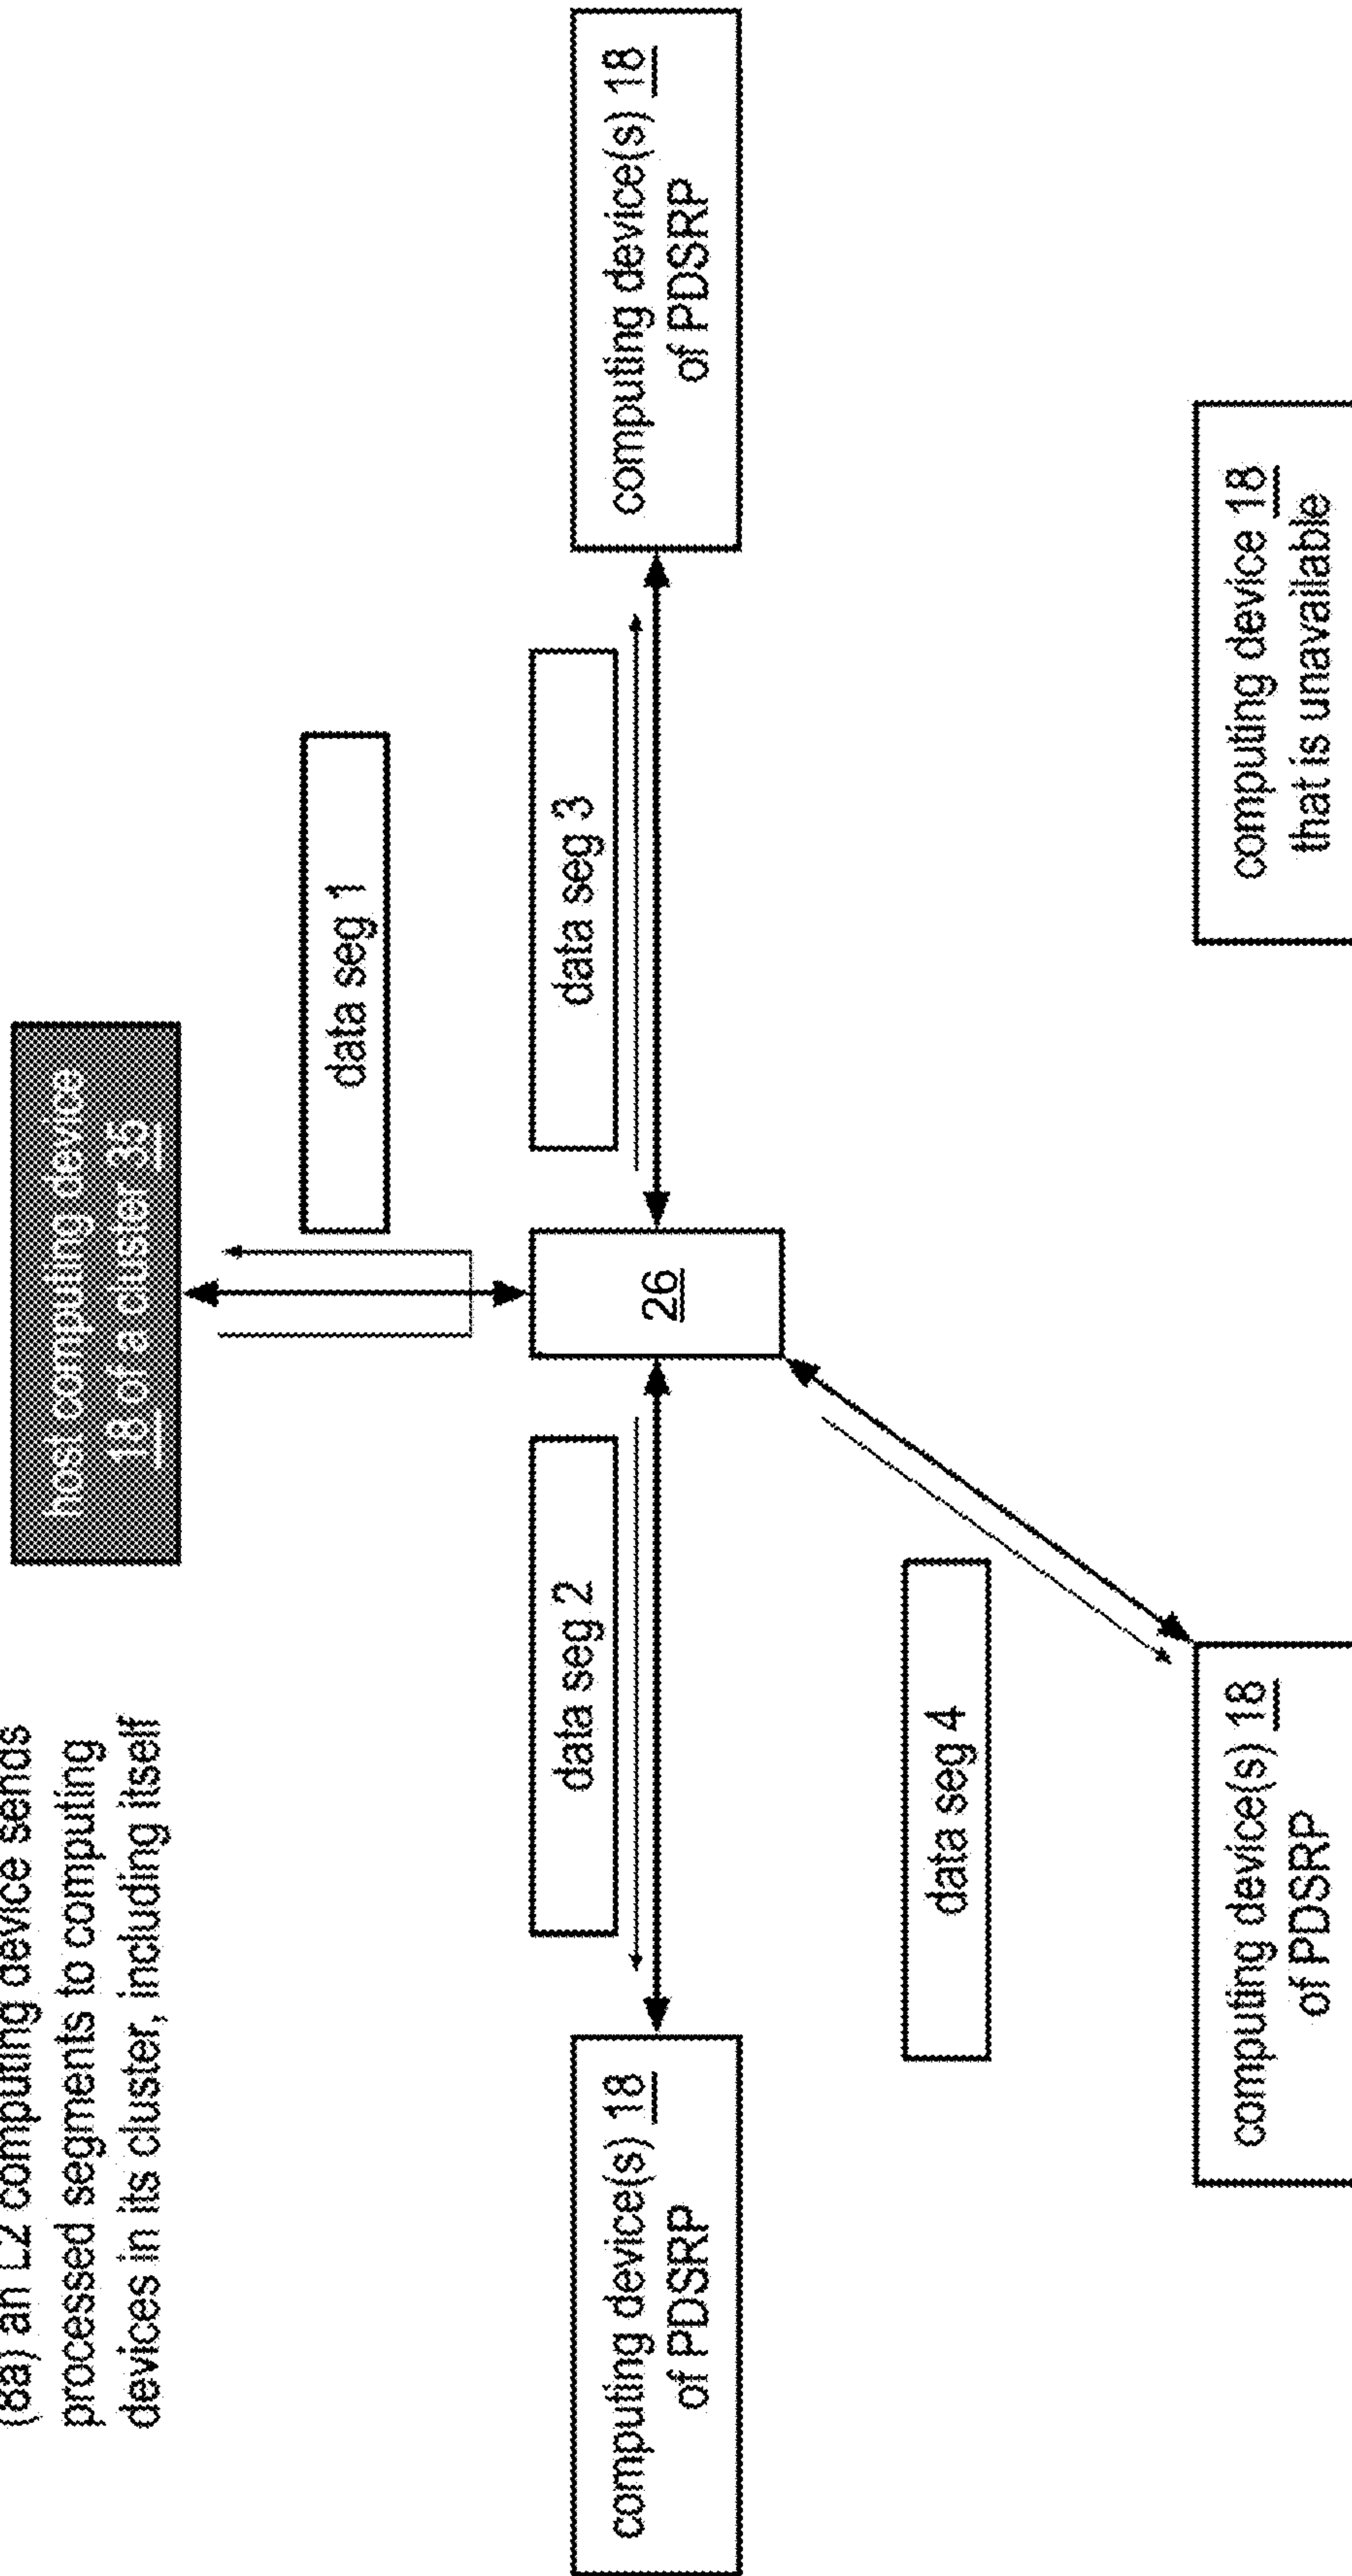 (8a) an L2 computing device sends
processed segments to computing
devices in its cluster, including itself
host computing device
18 of a cluster 35
data seg 1
data seg 2
data seg 3
computing device(s) 18
of PDSRP
26
computing device(s) 18
of PDSRP
data seg 4
computing device(s) 18
of PDSRP
computing device 18
that is unavailable